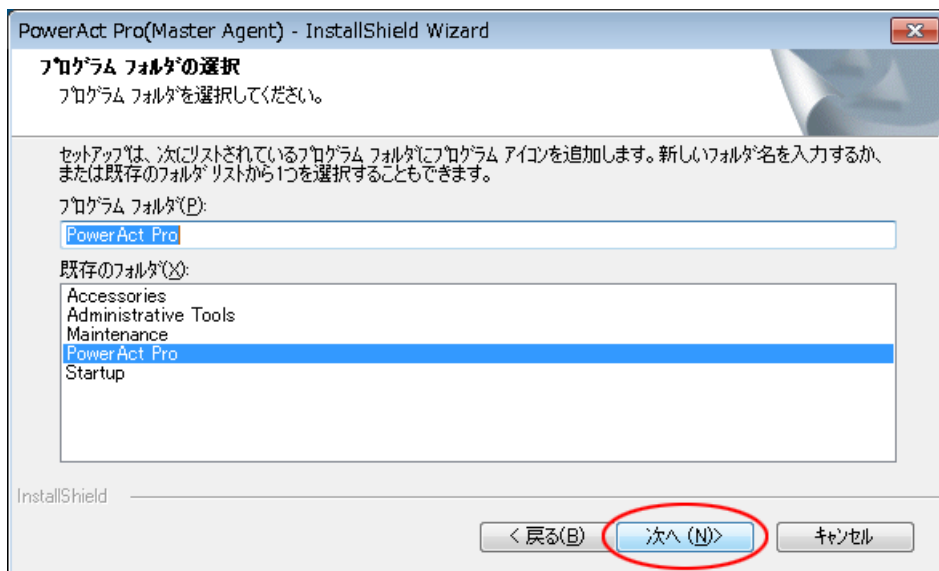 PowerAct Pro(Master Agent) - InstallShield Wizard
プログラム フォルダの選択
プログラム フォルダを選択してください。
セットアップは、次にリストされているプログラム フォルダにプログラム アイコンを追加します。新しいフォルダ名を入力するか、
または既存のフォルダ リストから1つを選択することもできます。
プログラム フォルダ(P):
PowerAct Pro
既存のフォルダ(X):
Accessories
Administrative Tools
Maintenance
PowerAct Pro
Startup
InstallShield
< 戻る(B)
次へ (N)>
キャンセル